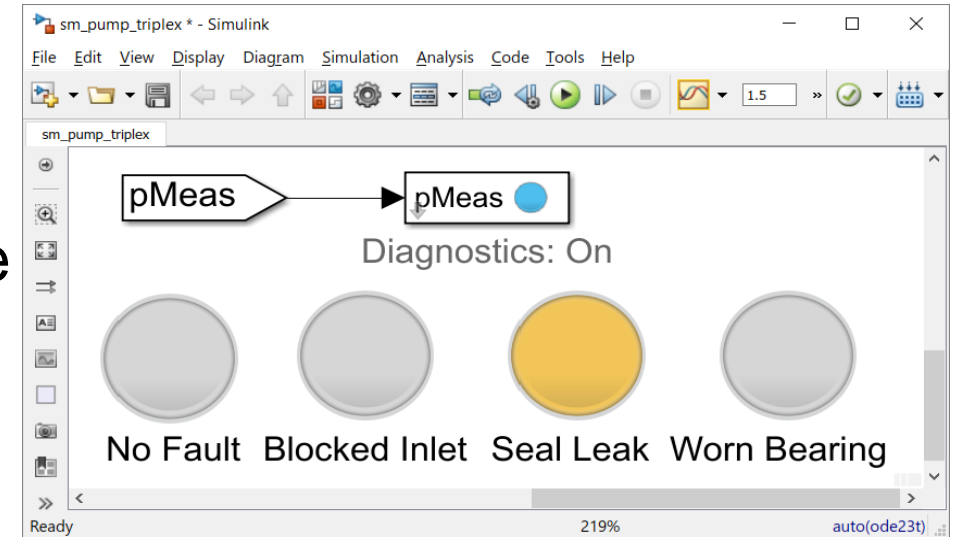 sm_pump_triplex * - Simulink
File Edit View Display Diagram Simulation Analysis Code Tools Help
1.5 »
sm_pump_triplex
pMeas pMeas
Diagnostics: On
e
No Fault Blocked Inlet Seal Leak Worn Bearing
Ready 219% auto(ode23t)